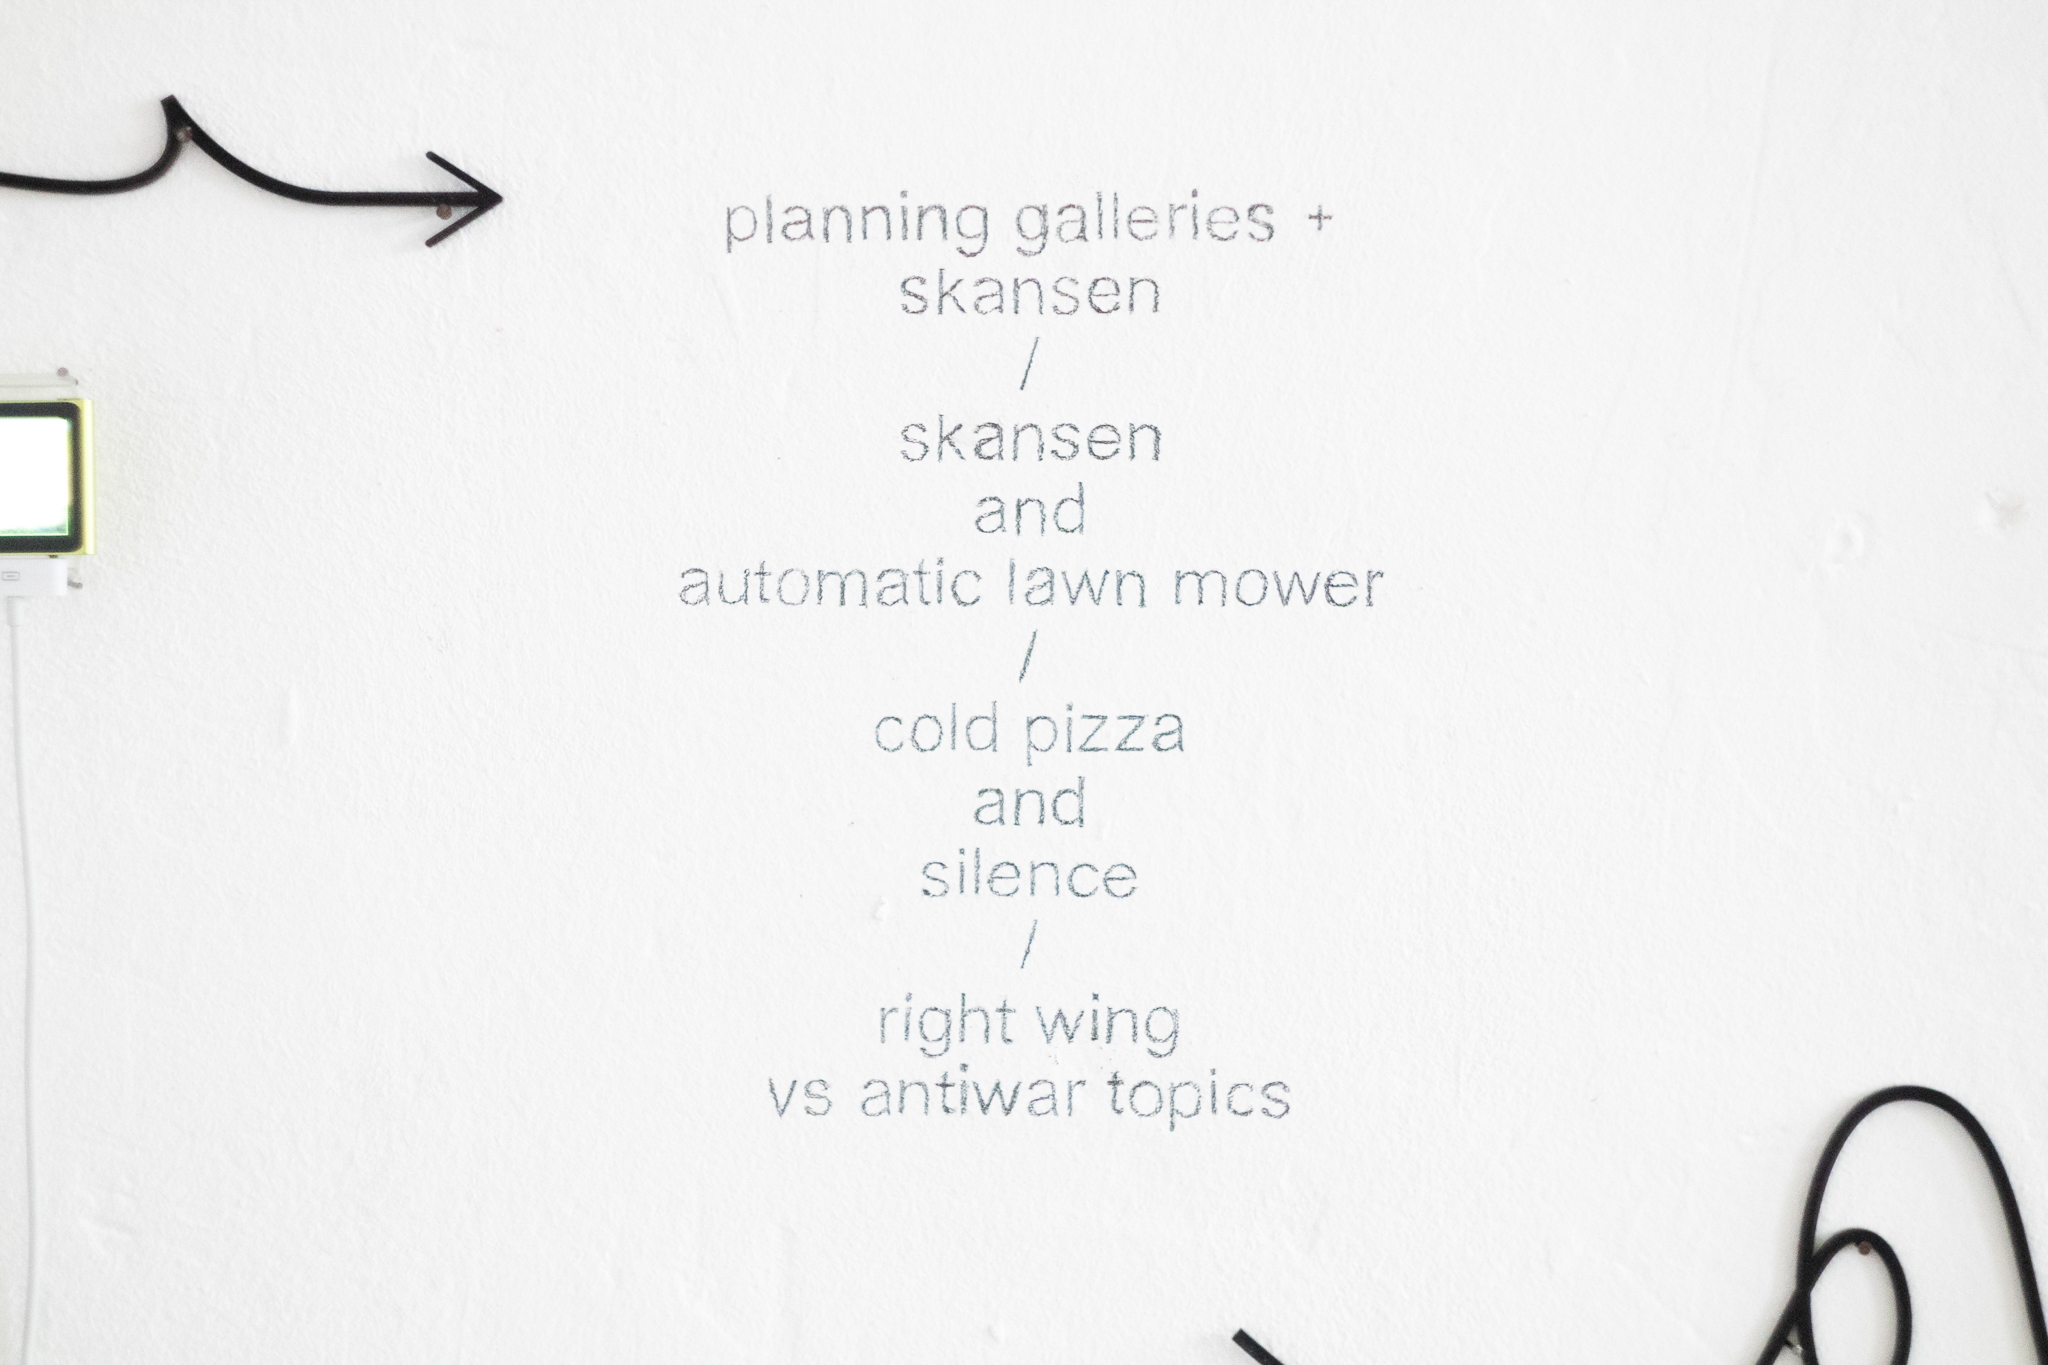 planning galleries +
skansen
/
skansen
and
automatic lawn mower
/
cold pizza
and
silence
/
right wing
vs antiwar topics